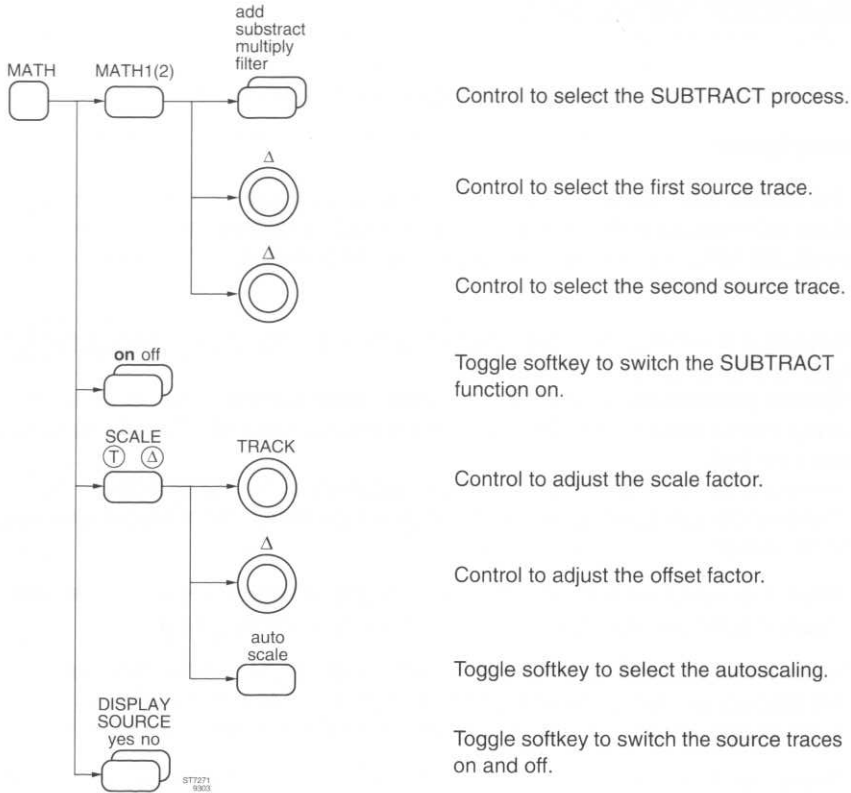 add
substract
multiply
filter
MATH MATH1(2)
Control to select the SUBTRACT process.
Δ
Control to select the first source trace.
Δ
Control to select the second source trace.
on off
Toggle softkey to switch the SUBTRACT
function on.
SCALE
T Δ
TRACK
Control to adjust the scale factor.
Δ
Control to adjust the offset factor.
auto
scale
Toggle softkey to select the autoscaling.
DISPLAY
SOURCE
yes no
Toggle softkey to switch the source traces
on and off.
ST7271
9303